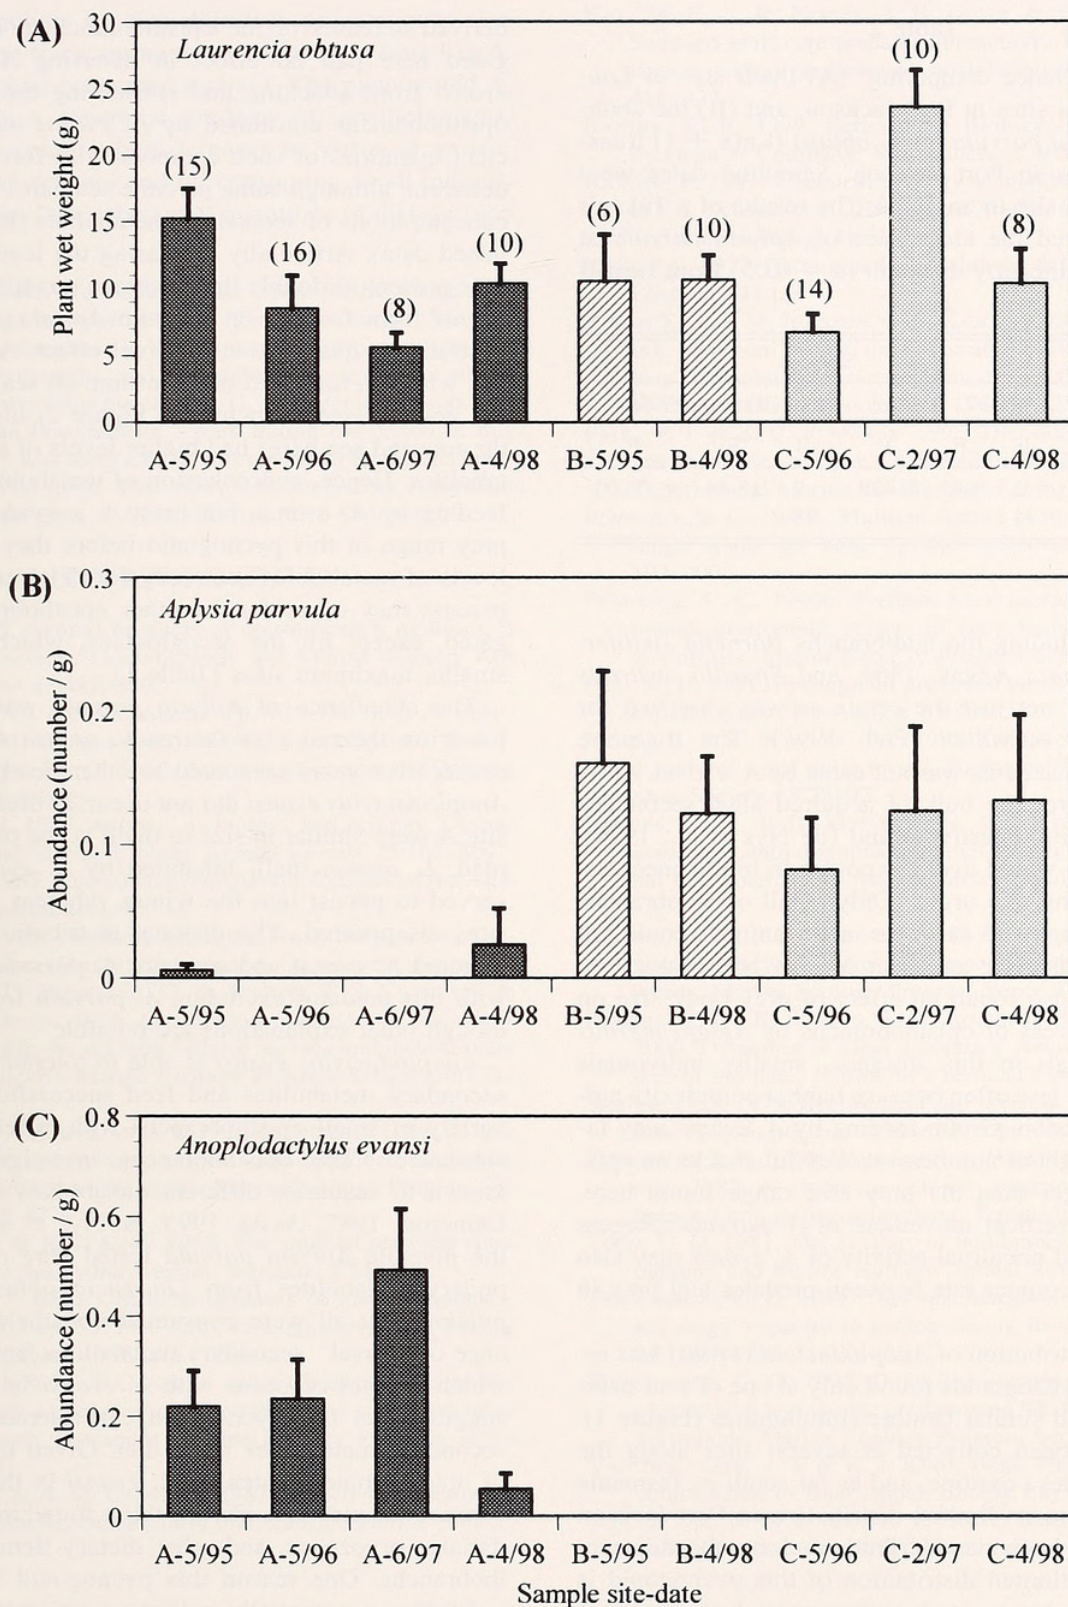 (A)
30
Laurencia obtusa
25
20
15
10
5
0
Plant wet weight (g)
(15)
(16)
(8)
(10)
(6)
(10)
(14)
(10)
(8)
A-5/95 A-5/96 A-6/97 A-4/98 B-5/95 B-4/98 C-5/96 C-2/97 C-4/98
(B)
0.3
Aplysia parvula
0.2
0.1
0
Abundance (number / g)
A-5/95 A-5/96 A-6/97 A-4/98 B-5/95 B-4/98 C-5/96 C-2/97 C-4/98
(C)
0.8
Anoplodactylus evansi
0.6
0.4
0.2
0
Abundance (number / g)
A-5/95 A-5/96 A-6/97 A-4/98 B-5/95 B-4/98 C-5/96 C-2/97 C-4/98
Sample site-date